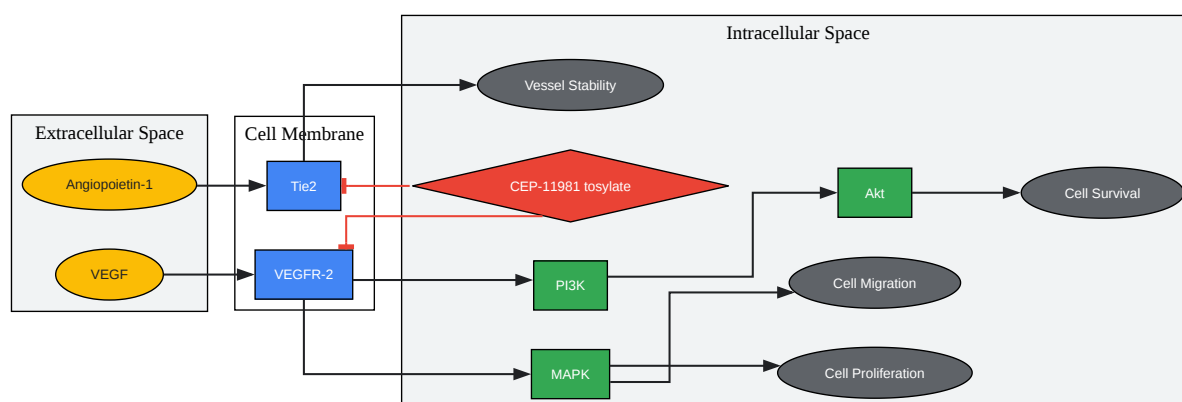 Intracellular Space
Vessel Stability
Extracellular Space
Cell Membrane
Angiopoietin-1
Tie2
CEP-11981 tosylate
Akt
Cell Survival
VEGF
VEGFR-2
PI3K
Cell Migration
MAPK
Cell Proliferation